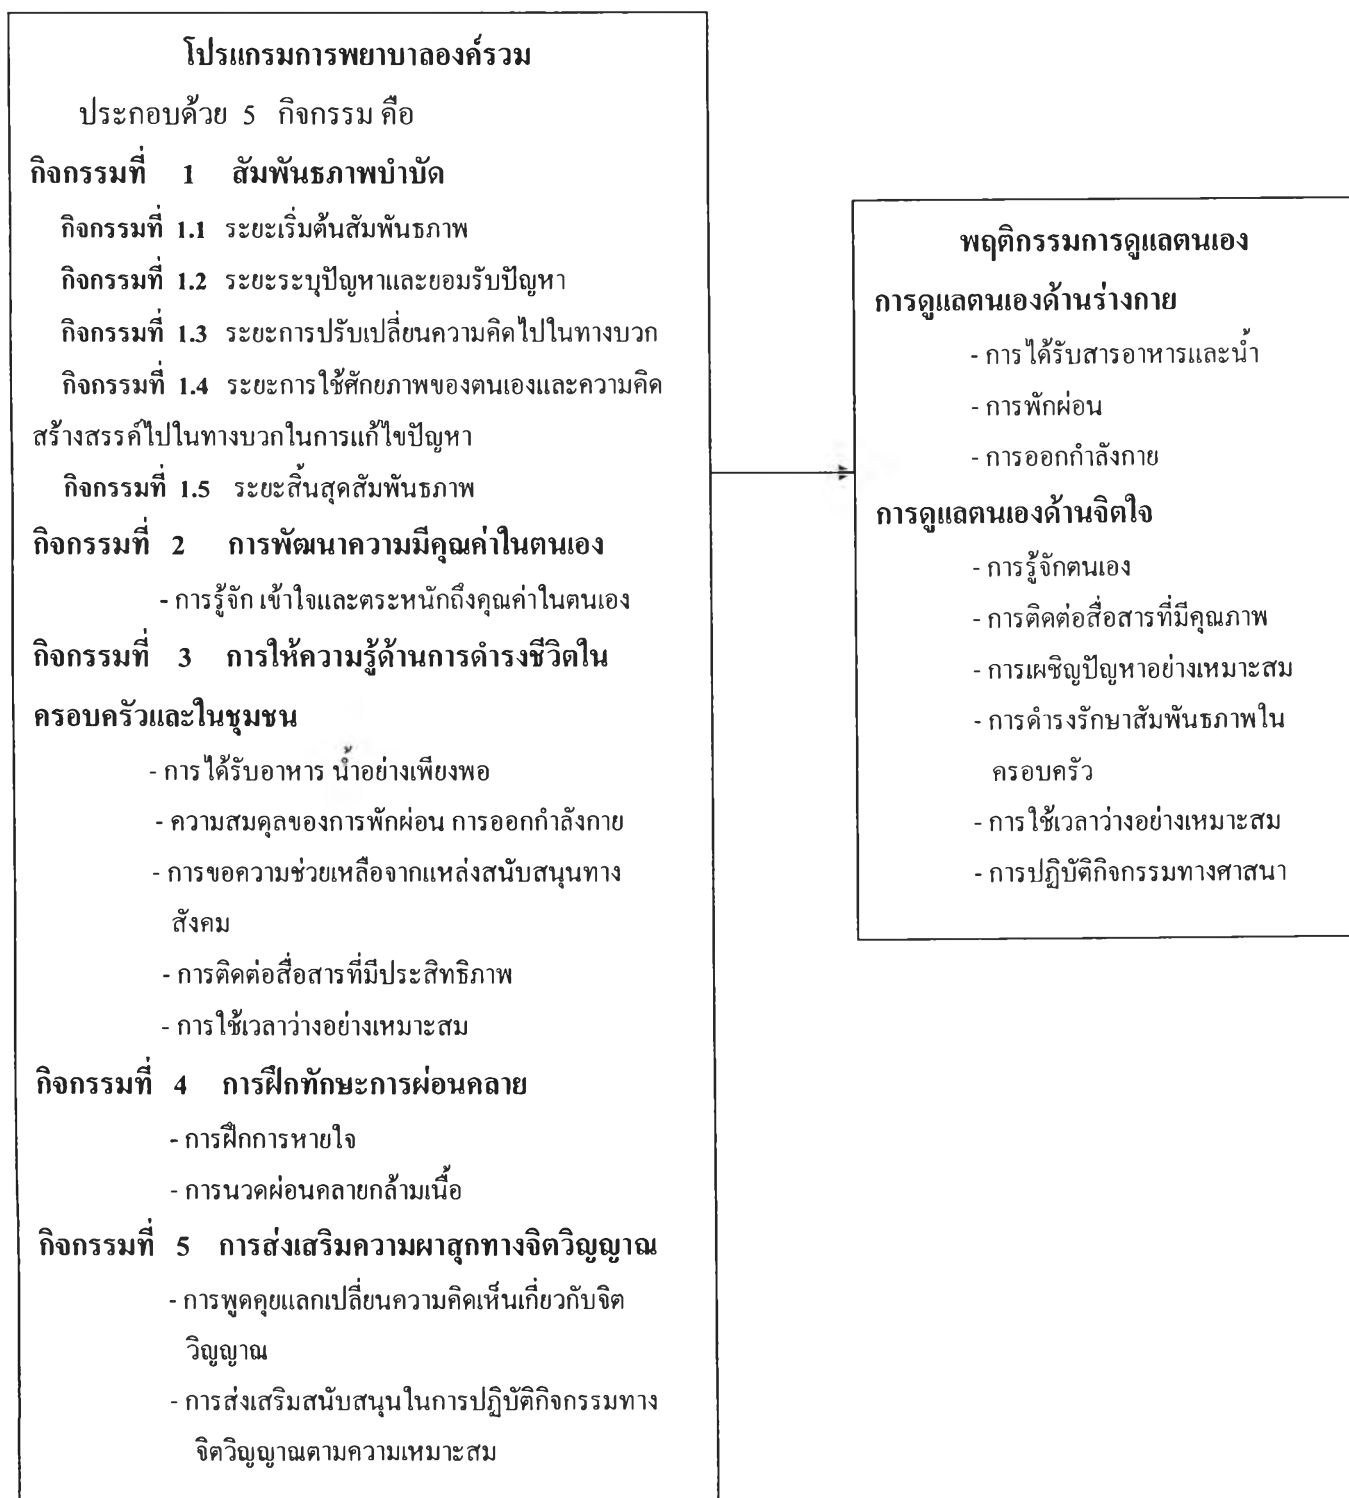 โปรแกรมการพยาบาลองค์รวม
ประกอบด้วย 5 กิจกรรม คือ
กิจกรรมที่ 1 สัมพันธภาพบำบัด
กิจกรรมที่ 1.1 ระยะเริ่มต้นสัมพันธภาพ
กิจกรรมที่ 1.2 ระยะระบุปัญหาและยอมรับปัญหา
กิจกรรมที่ 1.3 ระยะการปรับเปลี่ยนความคิดไปในทางบวก
กิจกรรมที่ 1.4 ระยะการใช้ศักยภาพของตนเองและความคิด
สร้างสรรค์ไปในทางบวกในการแก้ไขปัญหา
กิจกรรมที่ 1.5 ระยะสิ้นสุดสัมพันธภาพ
กิจกรรมที่ 2 การพัฒนาความมีคุณค่าในตนเอง
- การรู้จัก เข้าใจและตระหนักถึงคุณค่าในตนเอง
กิจกรรมที่ 3 การให้ความรู้ด้านการดำรงชีวิตใน
ครอบครัวและในชุมชน
- การได้รับอาหาร น้ำอย่างเพียงพอ
- ความสมดุลของการพักผ่อน การออกกำลังกาย
- การขอความช่วยเหลือจากแหล่งสนับสนุนทาง
สังคม
- การติดต่อสื่อสารที่มีประสิทธิภาพ
- การใช้เวลาว่างอย่างเหมาะสม
กิจกรรมที่ 4 การฝึกทักษะการผ่อนคลาย
- การฝึกการหายใจ
- การนวดผ่อนคลายกล้ามเนื้อ
กิจกรรมที่ 5 การส่งเสริมความผาสุกทางจิตวิญญาณ
- การพูดคุยแลกเปลี่ยนความคิดเห็นเกี่ยวกับจิต
วิญญาณ
- การส่งเสริมสนับสนุนในการปฏิบัติกิจกรรมทาง
จิตวิญญาณตามความเหมาะสม
พฤติกรรมการดูแลตนเอง
การดูแลตนเองด้านร่างกาย
- การได้รับสารอาหารและน้ำ
- การพักผ่อน
- การออกกำลังกาย
การดูแลตนเองด้านจิตใจ
- การรู้จักตนเอง
- การติดต่อสื่อสารที่มีคุณภาพ
- การเผชิญปัญหาอย่างเหมาะสม
- การดำรงรักษาสัมพันธภาพใน
ครอบครัว
- การใช้เวลาว่างอย่างเหมาะสม
- การปฏิบัติกิจกรรมทางศาสนา